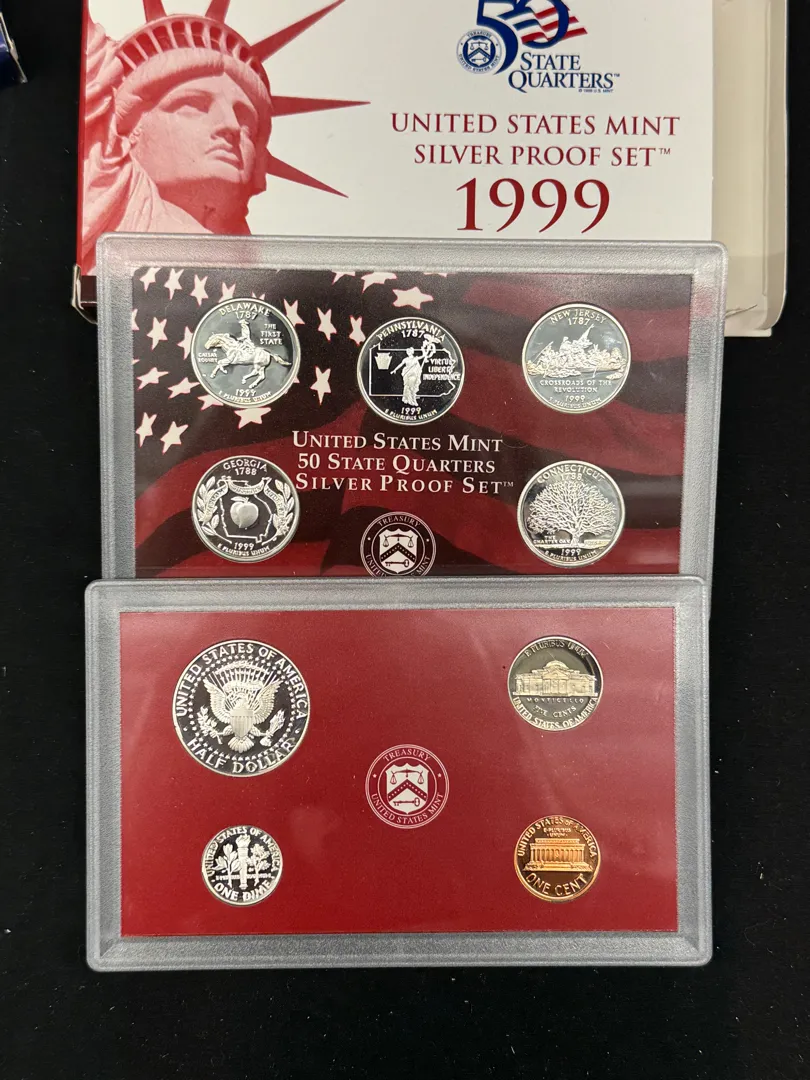 50
STATE
QUARTERS™
UNITED STATES MINT
SILVER PROOF SET™
1999
DELAWARE
1787
THE
FIRST
STATE
CAESAR
RODNEY
1999
E PLURIBUS UNUM
PENNSYLVANIA
1787
VIRTUE
LIBERTY
INDEPENDENCE
1999
E PLURIBUS UNUM
NEW JERSEY
1787
CROSSROADS OF THE
REVOLUTION
1999
E PLURIBUS UNUM
UNITED STATES MINT
50 STATE QUARTERS
SILVER PROOF SET™
GEORGIA
1788
1999
E PLURIBUS UNUM
CONNECTICUT
1788
THE
CHARTER OAK
1999
E PLURIBUS UNUM
TREASURY
UNITED STATES OF AMERICA
HALF DOLLAR
E PLURIBUS UNUM
MONTICELLO
FIVE CENTS
UNITED STATES OF AMERICA
TREASURY
UNITED STATES MINT
UNITED STATES OF AMERICA
ONE DIME
UNITED STATES OF AMERICA
E PLURIBUS
UNUM
ONE CENT